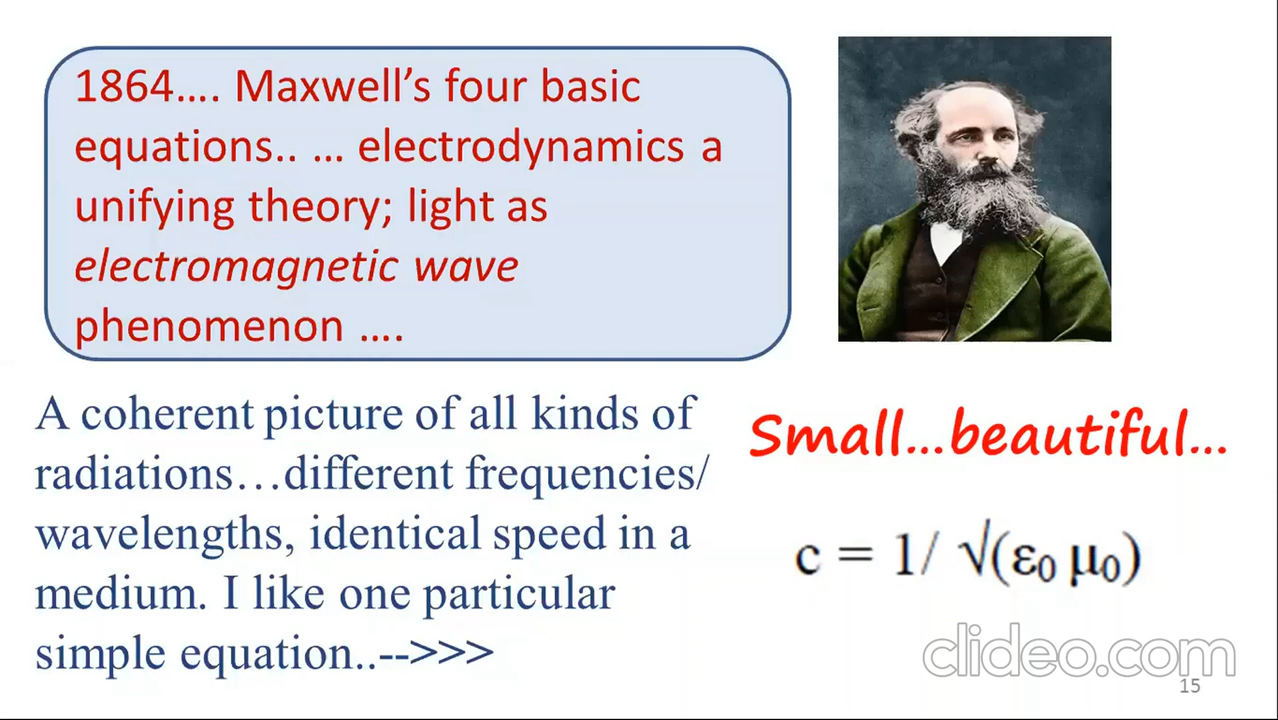 1864.... Maxwell's four basic
equations.. ... electrodynamics a
unifying theory; light as
electromagnetic wave
phenomenon ....
A coherent picture of all kinds of
radiations...different frequencies/
wavelengths, identical speed in a
medium. I like one particular
simple equation..-->>>
Small...beautiful...
c = 1/ √(ε₀ μ₀)
clideo.com
15